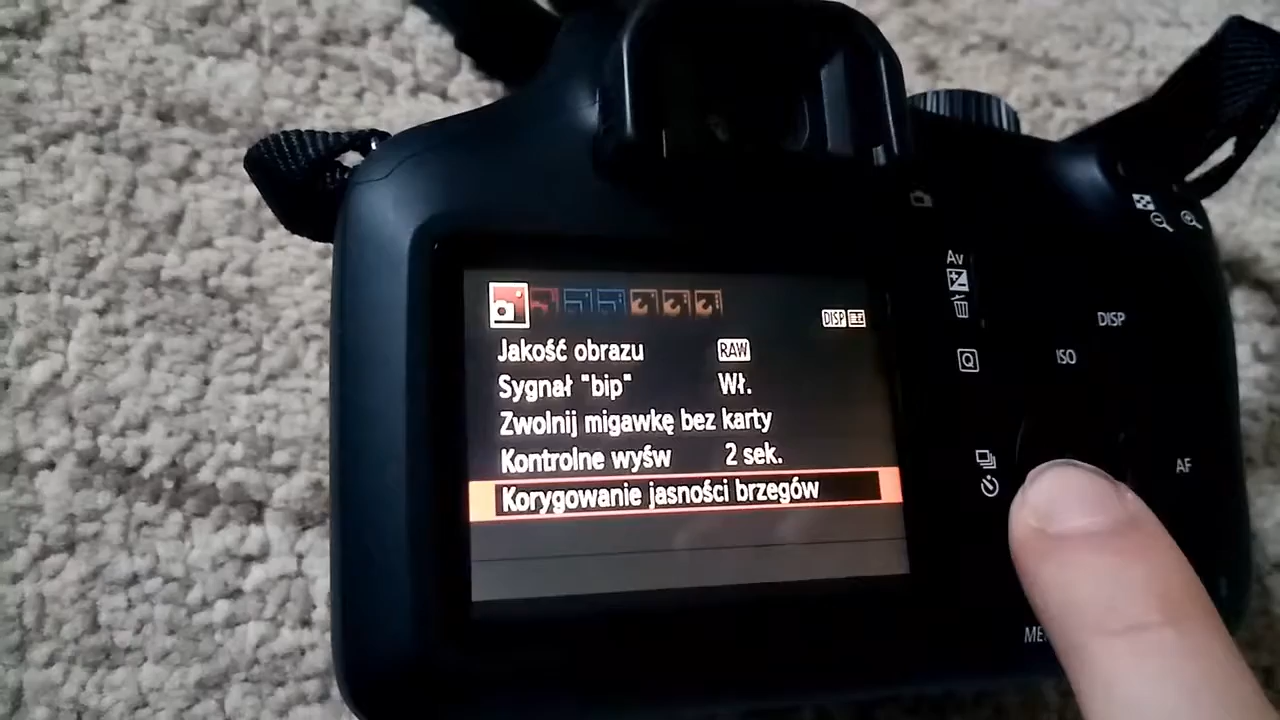 DISP
Jakość obrazu RAW
Sygnał "bip" Wł.
Zwolnij migawkę bez karty
Kontrolne wyśw 2 sek.
Korygowanie jasności brzegów
Av
DISP
ISO
Q
AF